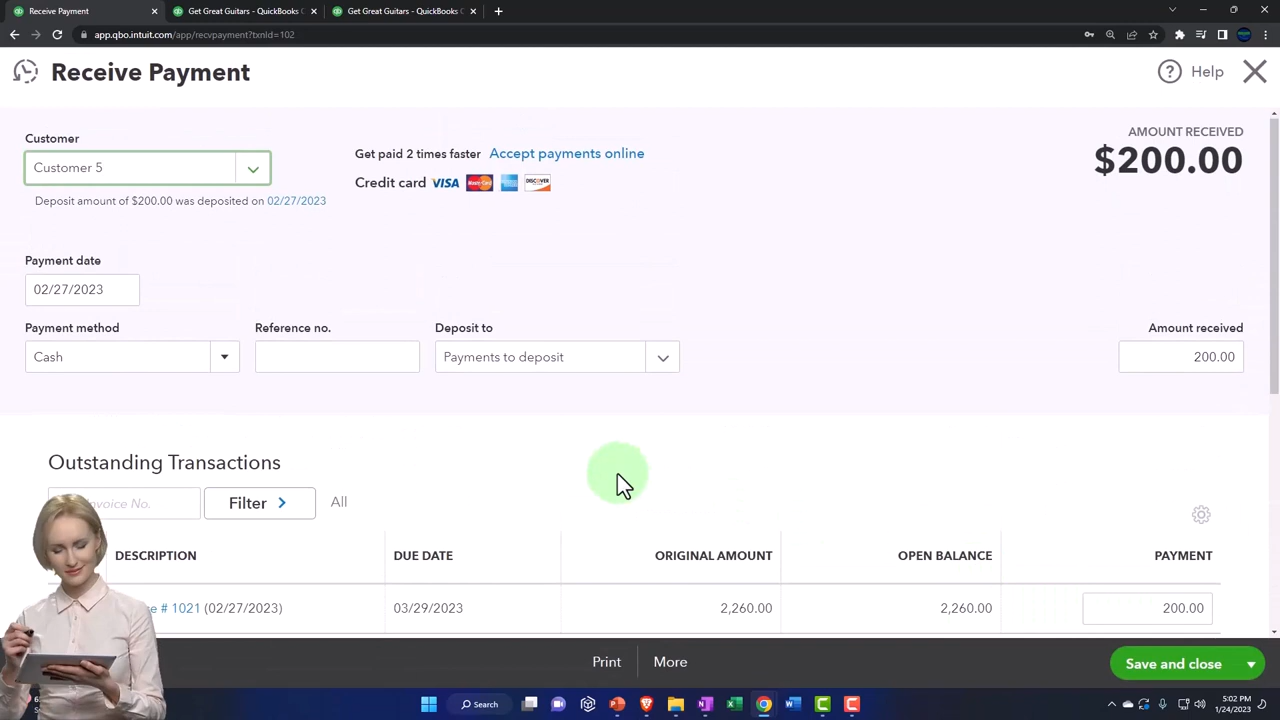 Receive Payment
Get Great Guitars - QuickBooks C
Get Great Guitars - QuickBooks C
app.qbo.intuit.com/app/recvpayment?txnId=102
Receive Payment
Help
Customer
Customer 5
Deposit amount of $200.00 was deposited on 02/27/2023
Get paid 2 times faster Accept payments online
Credit card VISA MasterCard DISCOVER
AMOUNT RECEIVED
$200.00
Payment date
02/27/2023
Payment method Reference no. Deposit to Amount received
Cash Payments to deposit 200.00
Outstanding Transactions
Invoice No. Filter All
DESCRIPTION DUE DATE ORIGINAL AMOUNT OPEN BALANCE PAYMENT
# 1021 (02/27/2023) 03/29/2023 2,260.00 2,260.00 200.00
Print More Save and close
Search
5:02 PM
1/24/2023